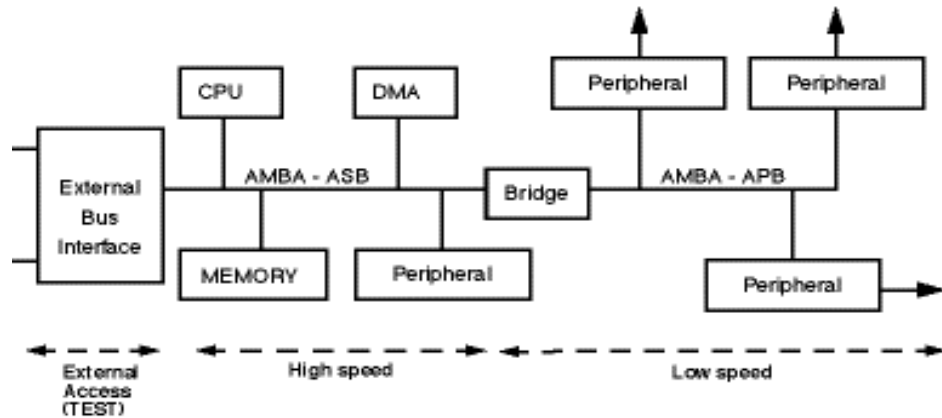 Peripheral
Peripheral
CPU
DMA
External
Bus
Interface
AMBA - ASB
Bridge
AMBA - APB
MEMORY
Peripheral
Peripheral
External
Access
(TEST)
High speed
Low speed